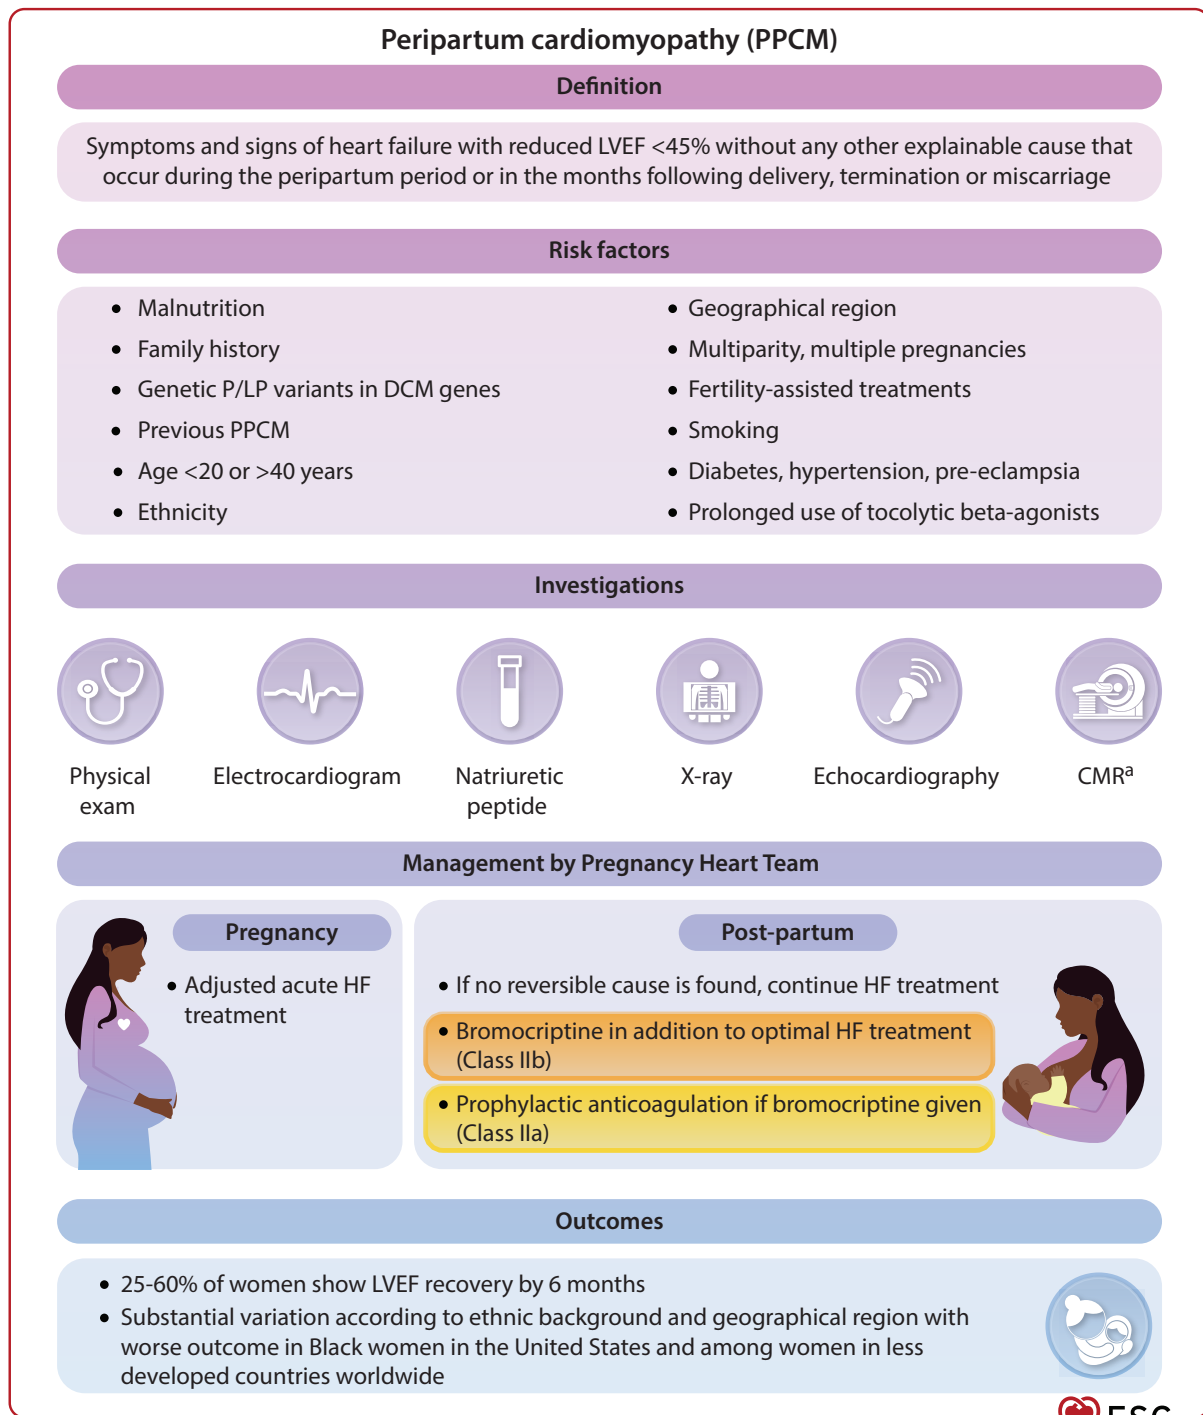 Peripartum cardiomyopathy (PPCM)
Definition
Symptoms and signs of heart failure with reduced LVEF <45% without any other explainable cause that
occur during the peripartum period or in the months following delivery, termination or miscarriage
Risk factors
• Malnutrition
• Family history
• Genetic P/LP variants in DCM genes
• Previous PPCM
• Age <20 or >40 years
• Ethnicity
• Geographical region
• Multiparity, multiple pregnancies
• Fertility-assisted treatments
• Smoking
• Diabetes, hypertension, pre-eclampsia
• Prolonged use of tocolytic beta-agonists
Investigations
Physical
exam
Electrocardiogram
Natriuretic
peptide
X-ray
Echocardiography
CMRᵃ
Management by Pregnancy Heart Team
Pregnancy
• Adjusted acute HF
treatment
Post-partum
• If no reversible cause is found, continue HF treatment
• Bromocriptine in addition to optimal HF treatment
(Class IIb)
• Prophylactic anticoagulation if bromocriptine given
(Class IIa)
Outcomes
• 25-60% of women show LVEF recovery by 6 months
• Substantial variation according to ethnic background and geographical region with
worse outcome in Black women in the United States and among women in less
developed countries worldwide
ESC